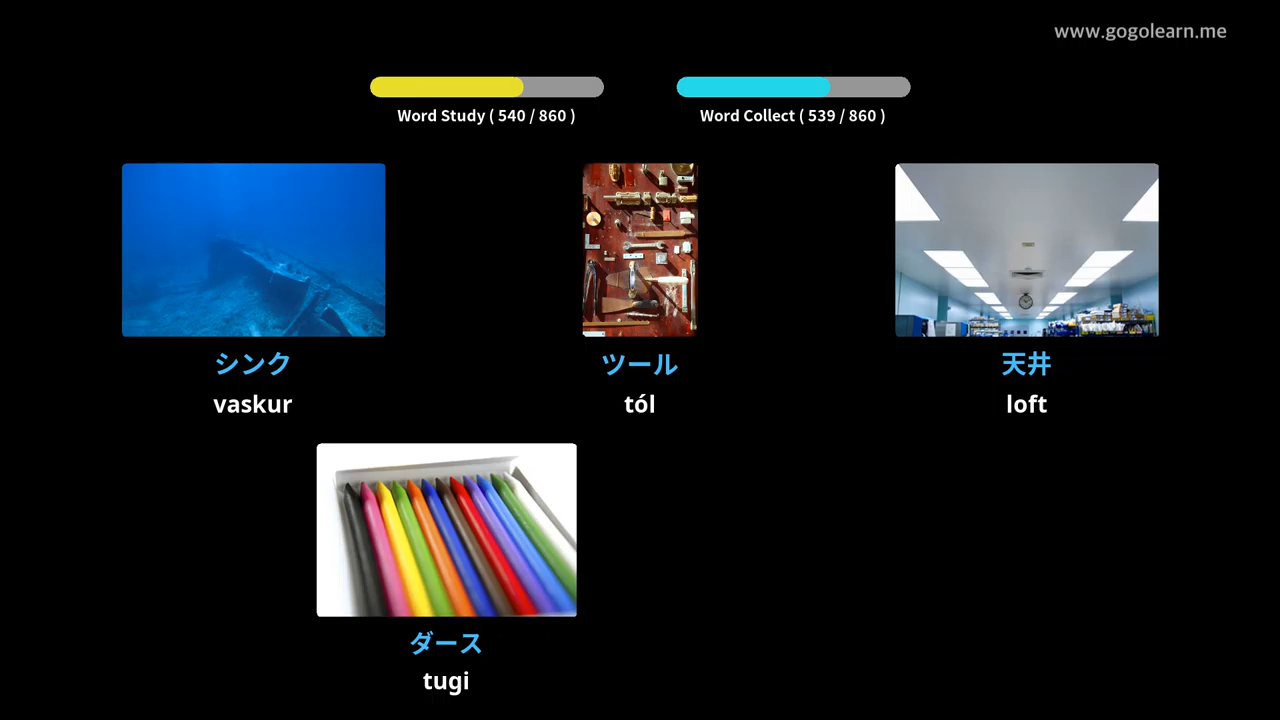 www.gogolearn.me
Word Study ( 540 / 860 )
Word Collect ( 539 / 860 )
シンク
vaskur
ツール
tól
天井
loft
ダース
tugi